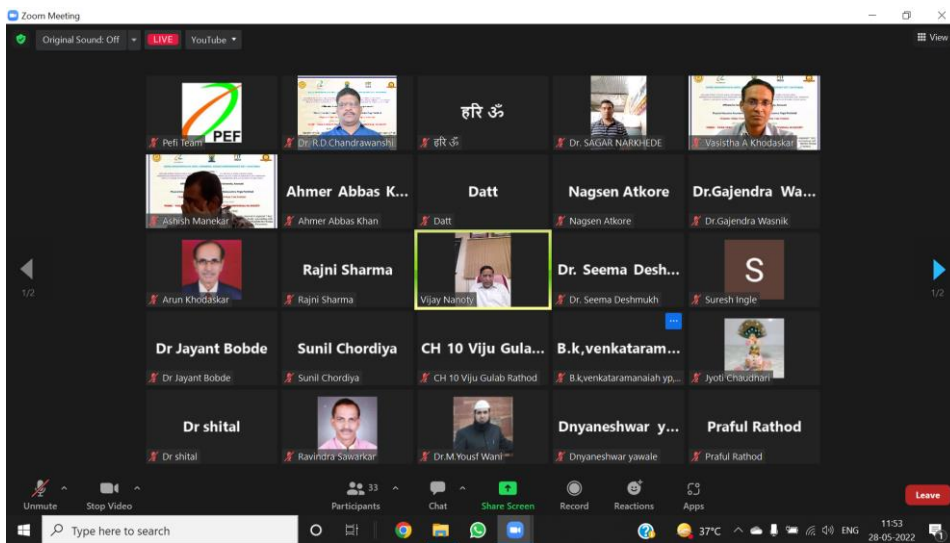 Zoom Meeting
Original Sound: Off
LIVE
YouTube
View
PEF
Pefi Team
Dr. R.D Chandrawanshi
हरि ॐ
हरि ॐ
Dr. SAGAR NARKHEDE
Vasistha A Khodaskar
Ashish Manekar
Ahmer Abbas K...
Ahmer Abbas Khan
Datt
Datt
Nagsen Atkore
Nagsen Atkore
Dr.Gajendra Wa...
Dr.Gajendra Wasnik
1/2
Arun Khodaskar
Rajni Sharma
Rajni Sharma
Vijay Nanoty
Dr. Seema Desh...
Dr. Seema Deshmukh
S
Suresh Ingle
1/2
Dr Jayant Bobde
Dr Jayant Bobde
Sunil Chordiya
Sunil Chordiya
CH 10 Viju Gula...
CH 10 Viju Gulab Rathod
B.k,venkataram...
B.k,venkataramanaiah yp,...
Jyoti Chaudhari
Dr shital
Dr shital
Ravindra Sawarkar
Dr.M.Yousf Wani
Dnyaneshwar y...
Dnyaneshwar yawale
Praful Rathod
Praful Rathod
Unmute
Stop Video
33
Participants
Chat
Share Screen
Record
Reactions
Apps
Leave
Type here to search
37°C
ENG
11:53
28-05-2022